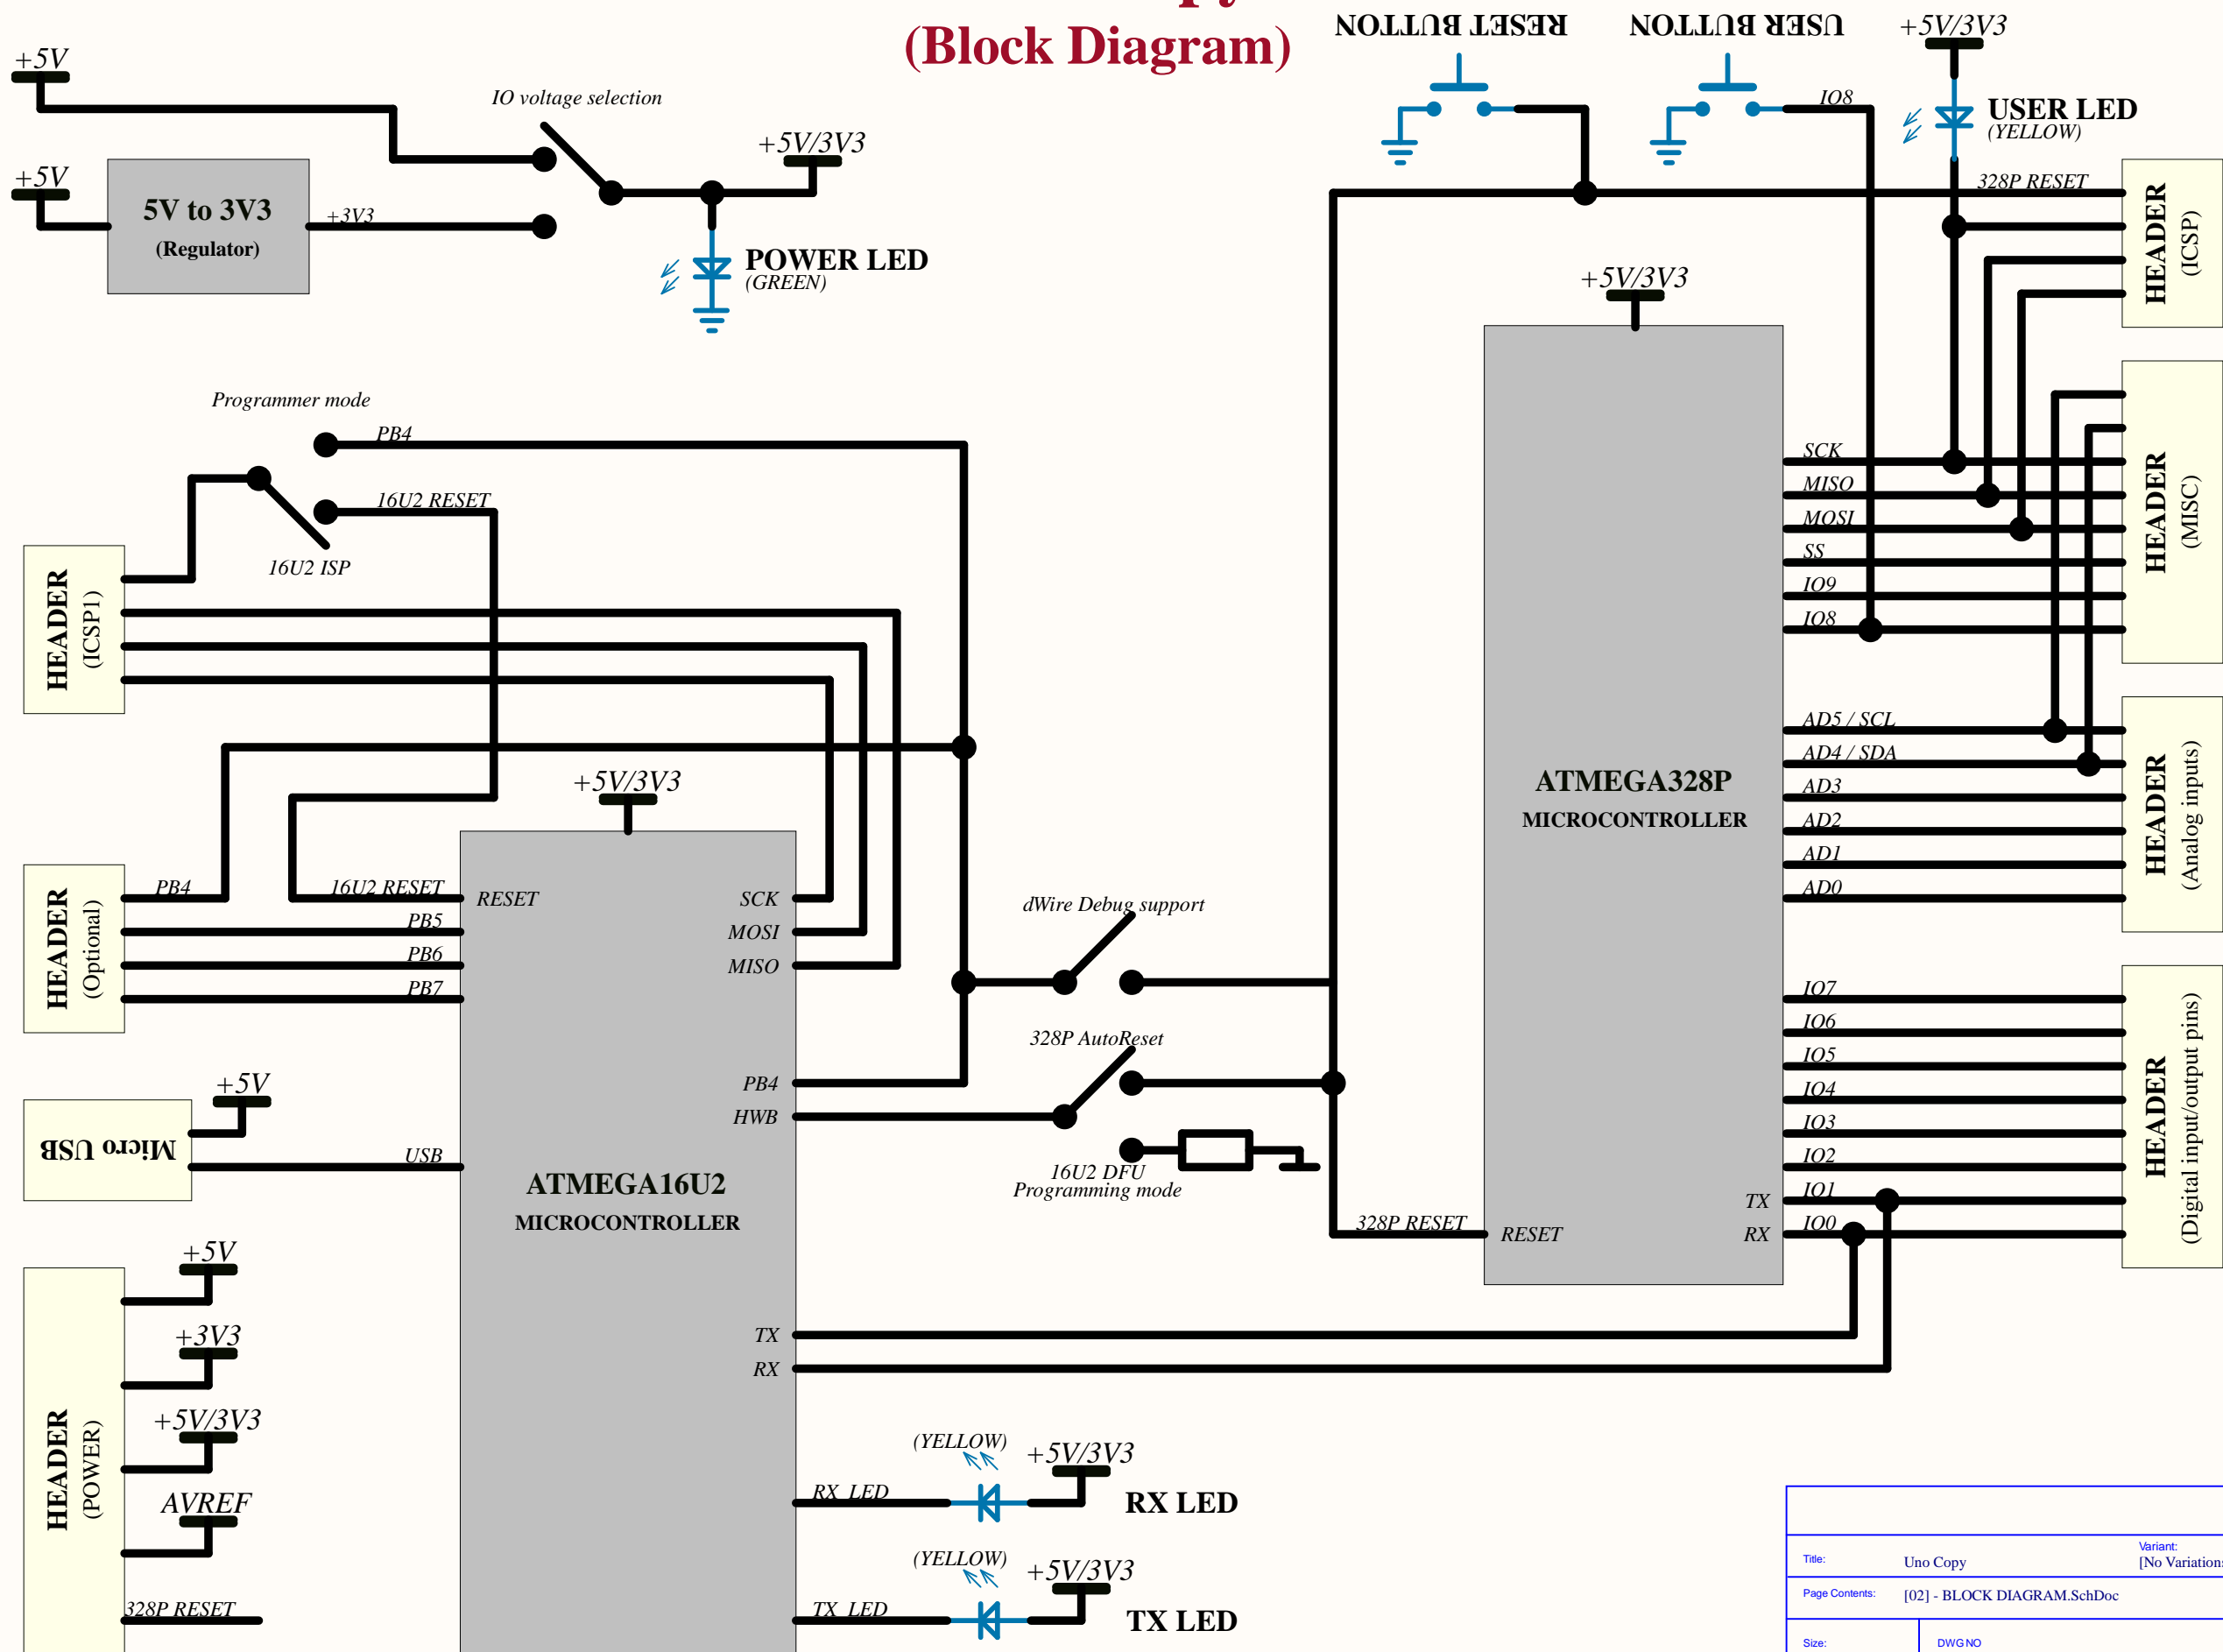 (Block Diagram)
RESET BUTTON
USER BUTTON
+5V/3V3
+5V
IO voltage selection
IO8
USER LED
(YELLOW)
+5V/3V3
+5V
5V to 3V3
(Regulator)
+3V3
POWER LED
(GREEN)
328P RESET
HEADER
(ICSP)
+5V/3V3
Programmer mode
PB4
16U2 RESET
16U2 ISP
HEADER
(ICSP1)
SCK
MISO
MOSI
SS
IO9
IO8
HEADER
(MISC)
AD5 / SCL
AD4 / SDA
AD3
AD2
AD1
AD0
HEADER
(Analog inputs)
ATMEGA328P
MICROCONTROLLER
+5V/3V3
HEADER
(Optional)
PB4
16U2 RESET
PB5
PB6
PB7
RESET
SCK
MOSI
MISO
dWire Debug support
328P AutoReset
PB4
HWB
16U2 DFU
Programming mode
Micro USB
+5V
USB
ATMEGA16U2
MICROCONTROLLER
IO7
IO6
IO5
IO4
IO3
IO2
TX
IO1
RX
IO0
HEADER
(Digital input/output pins)
328P RESET
RESET
TX
RX
HEADER
(POWER)
+5V
+3V3
+5V/3V3
AVREF
328P RESET
(YELLOW)
+5V/3V3
RX_LED
RX LED
(YELLOW)
+5V/3V3
TX_LED
TX LED
Title: Uno Copy
Variant:
[No Variations
Page Contents: [02] - BLOCK DIAGRAM.SchDoc
Size:
DWG NO